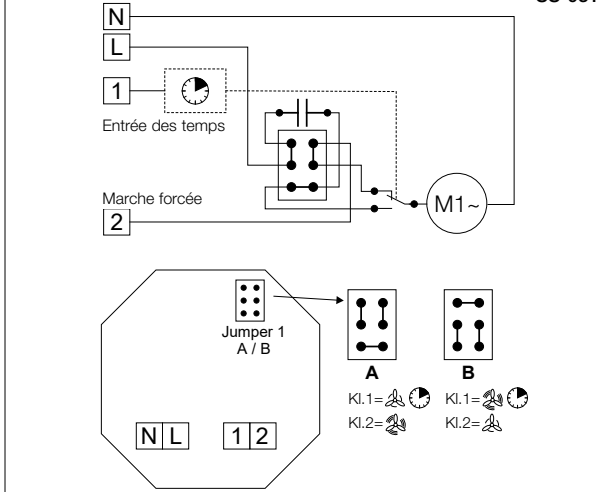 N
L
1
Entrée des temps
Marche forcée
2
M1~
Jumper 1
A / B
A
B
Kl.1=
Kl.1=
Kl.2=
Kl.2=
N L
1 2